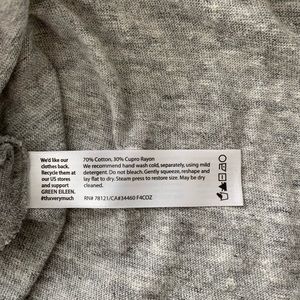 We'd like our
clothes back.
Recycle them at
our US stores
and support
GREEN EILEEN.
#thxverymuch
70% Cotton, 30% Cupro Rayon
We recommend hand wash cold, separately, using mild
detergent. Do not bleach. Gently squeeze, reshape and
lay flat to dry. Steam press to restore size. May be dry
cleaned.
RN# 78121/CA#34460 F4CDZ